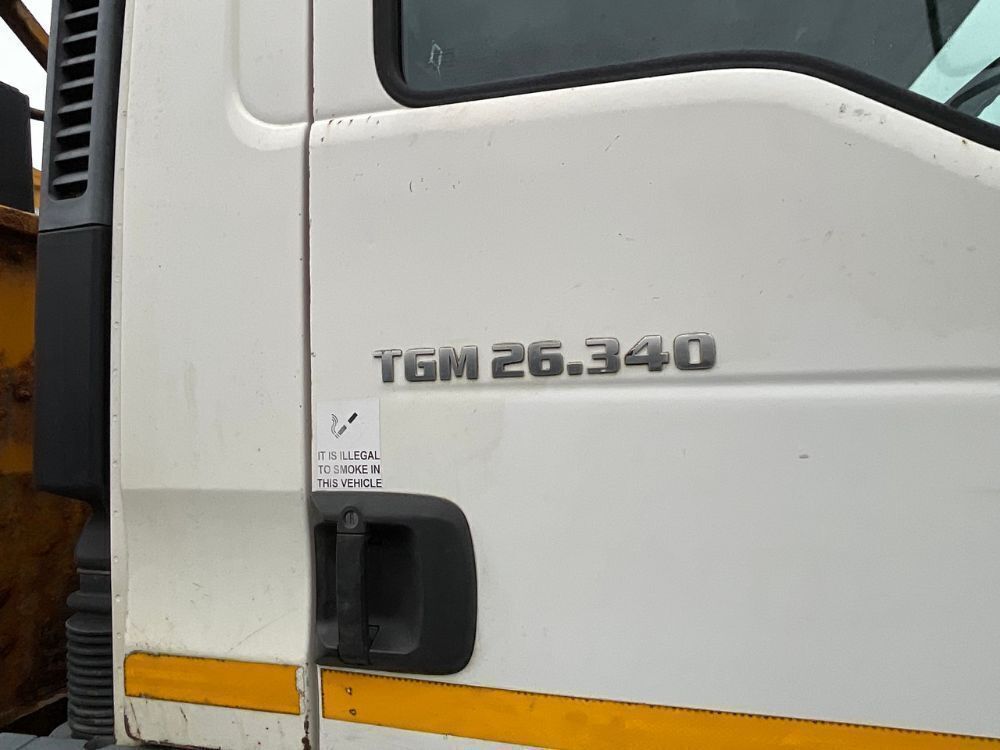 TGM 26.340
IT IS ILLEGAL
TO SMOKE IN
THIS VEHICLE